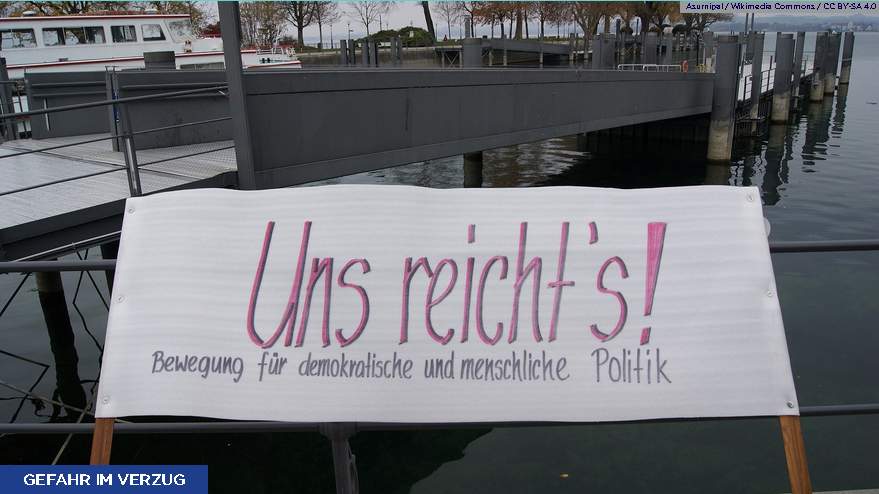 Asurnipal / Wikimedia Commons / CC BY-SA 4.0
Uns reicht's!
Bewegung für demokratische und menschliche Politik
GEFAHR IM VERZUG